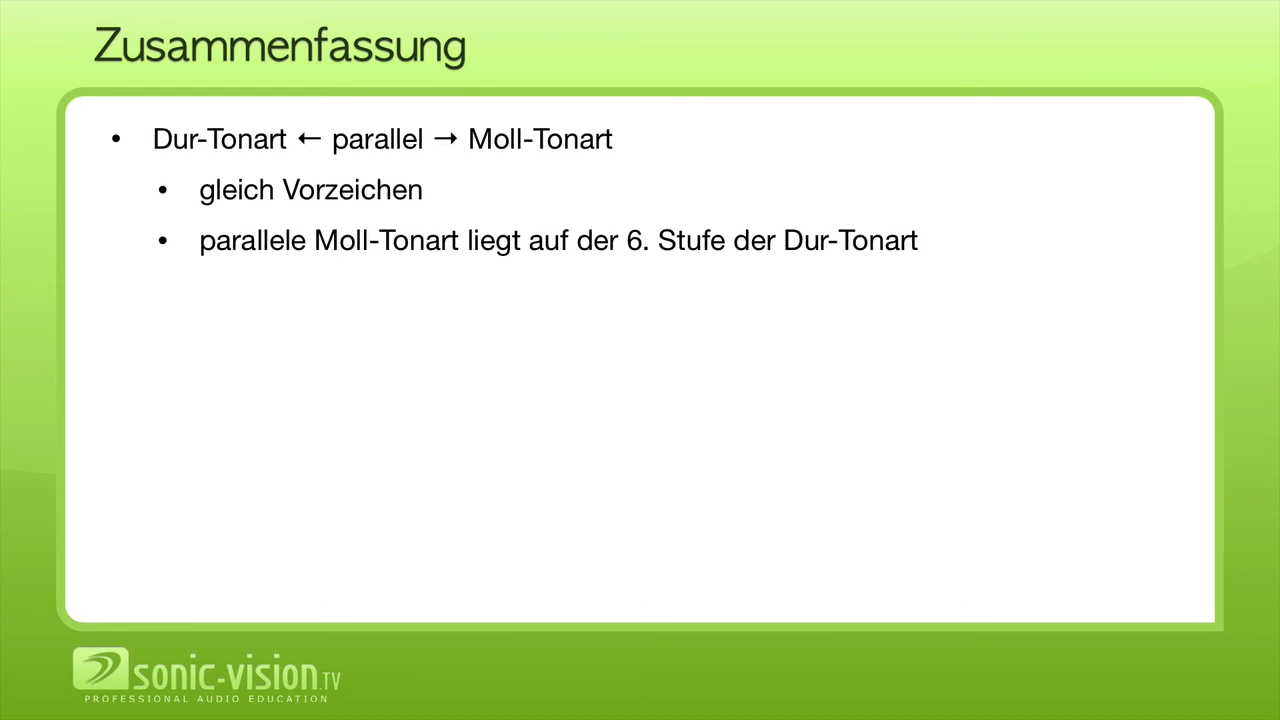 Zusammenfassung
• Dur-Tonart ← parallel → Moll-Tonart
• gleich Vorzeichen
• parallele Moll-Tonart liegt auf der 6. Stufe der Dur-Tonart
sonic-vision.TV
PROFESSIONAL AUDIO EDUCATION